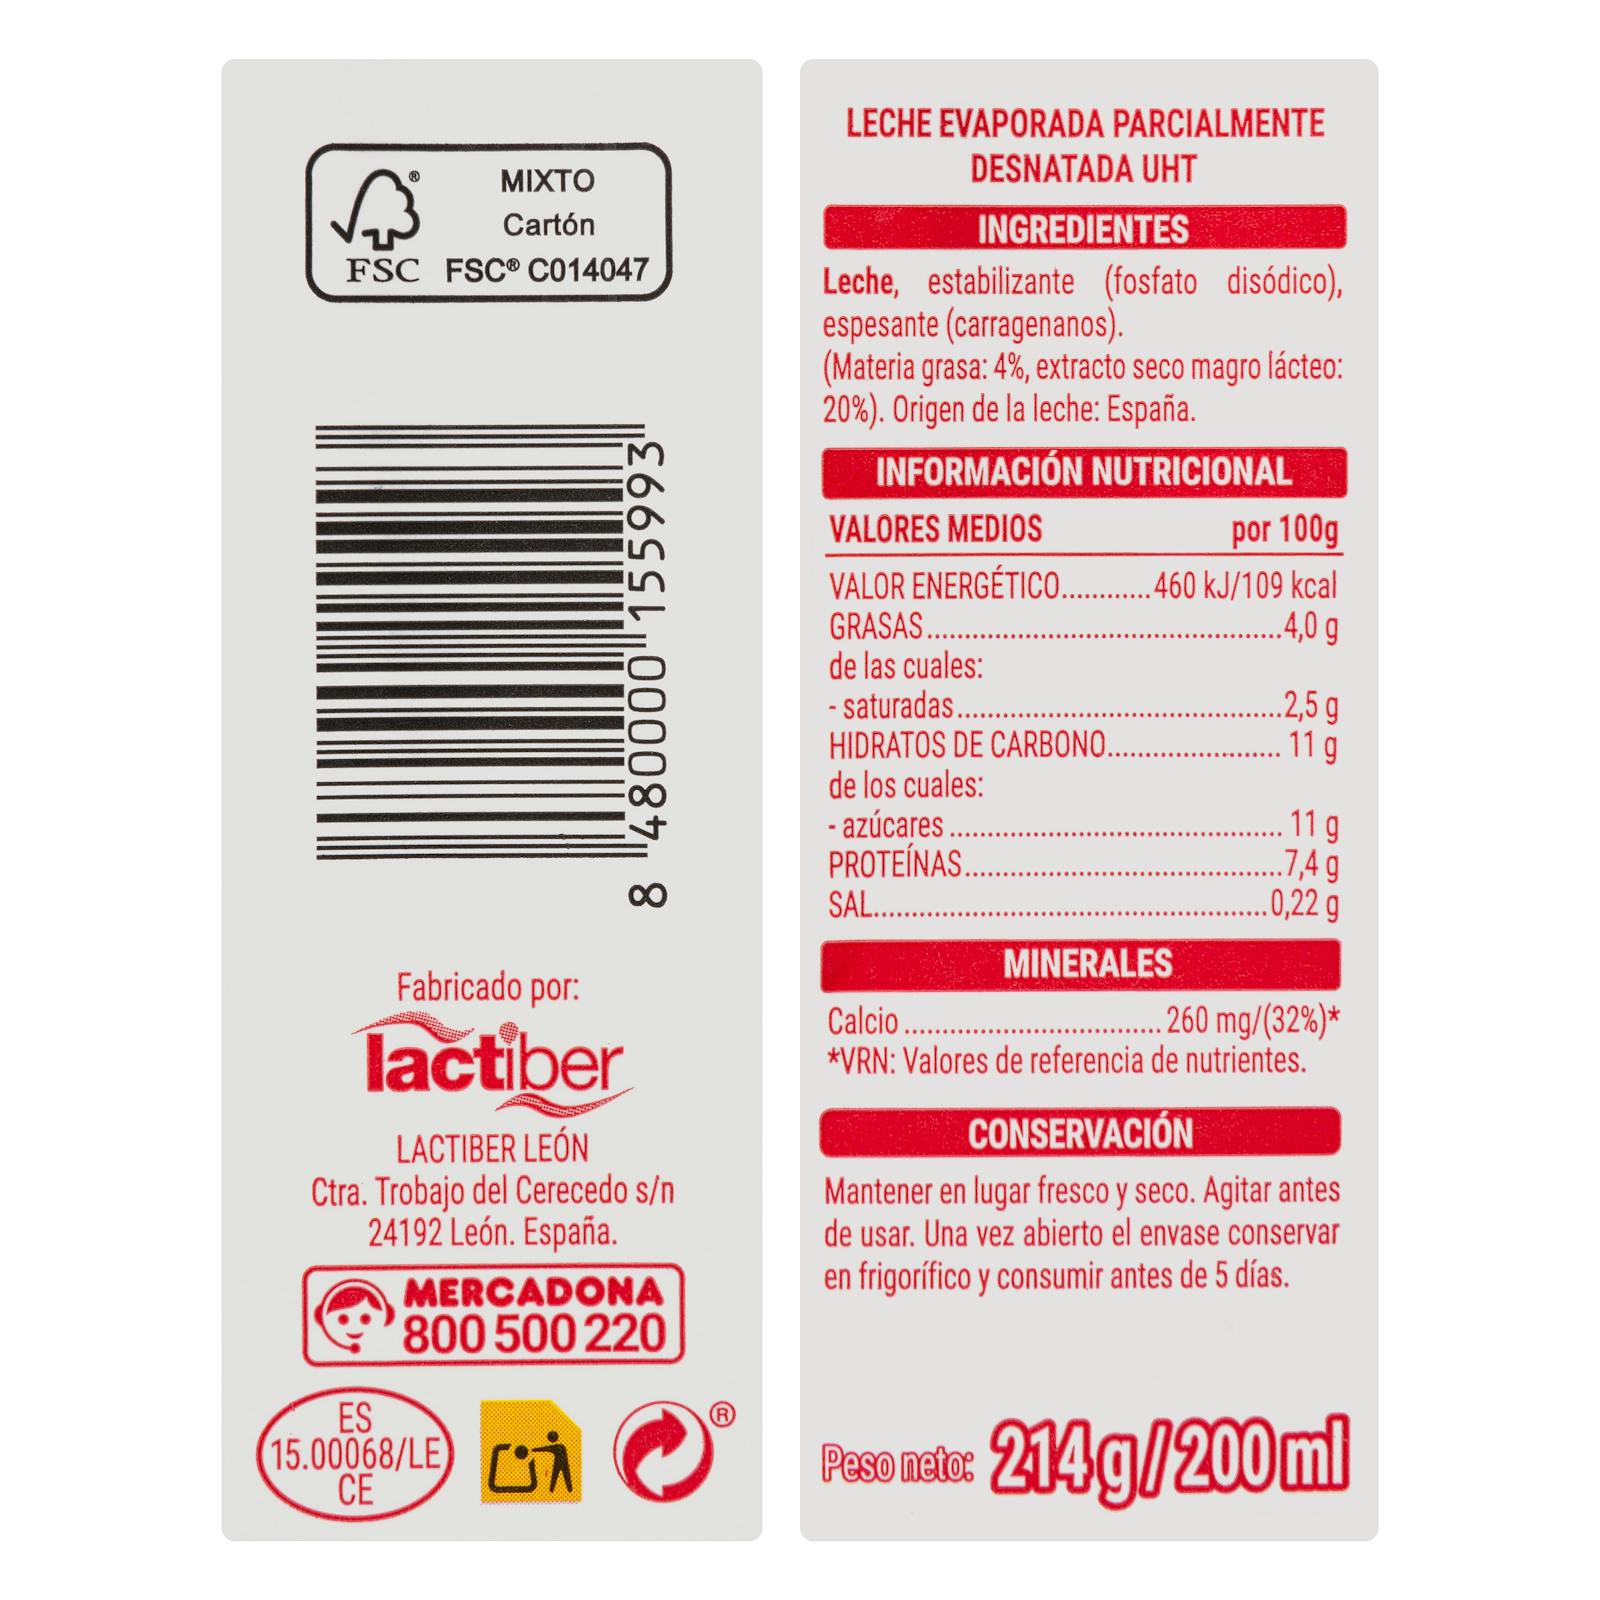 MIXTO
Cartón
FSC
FSC® C014047
8 480000 155993
Fabricado por:
lactiber
LACTIBER LEÓN
Ctra. Trobajo del Cerecedo s/n
24192 León. España.
MERCADONA
800 500 220
ES
15.00068/LE
CE
LECHE EVAPORADA PARCIALMENTE
DESNATADA UHT
INGREDIENTES
Leche, estabilizante (fosfato disódico),
espesante (carragenanos).
(Materia grasa: 4%, extracto seco magro lácteo:
20%). Origen de la leche: España.
INFORMACIÓN NUTRICIONAL
VALORES MEDIOS por 100g
VALOR ENERGÉTICO............460 kJ/109 kcal
GRASAS.............................................4,0 g
de las cuales:
- saturadas.........................................2,5 g
HIDRATOS DE CARBONO...................... 11 g
de los cuales:
- azúcares .......................................... 11 g
PROTEÍNAS........................................7,4 g
SAL..................................................0,22 g
MINERALES
Calcio .................................260 mg/(32%)*
*VRN: Valores de referencia de nutrientes.
CONSERVACIÓN
Mantener en lugar fresco y seco. Agitar antes
de usar. Una vez abierto el envase conservar
en frigorífico y consumir antes de 5 días.
Peso neto: 214g/200 ml